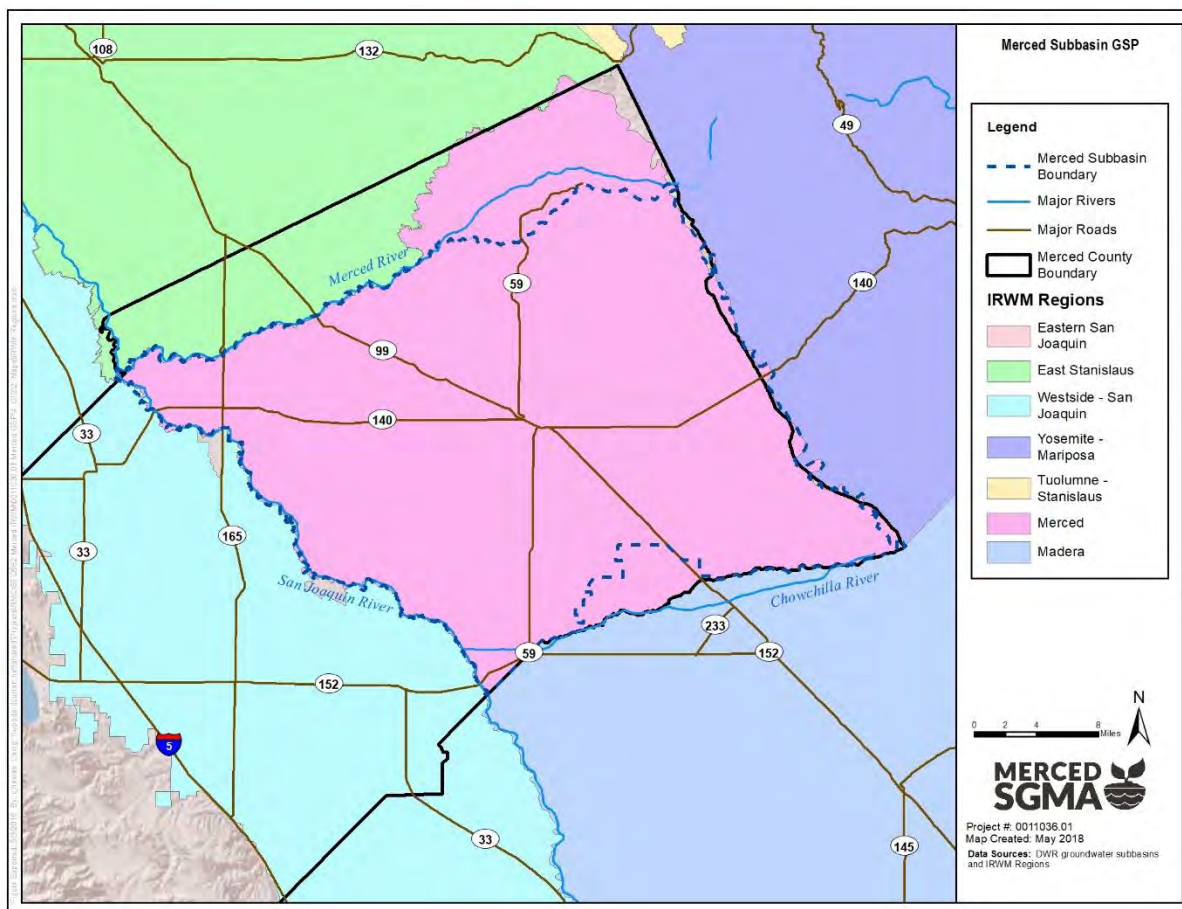 Merced Subbasin GSP
Legend
Merced Subbasin
Boundary
Major Rivers
Major Roads
Merced County
Boundary
IRWM Regions
Eastern San
Joaquin
East Stanislaus
Westside - San
Joaquin
Yosemite -
Mariposa
Tuolumne -
Stanislaus
Merced
Madera
108
132
49
Merced River
59
140
99
140
33
165
33
San Joaquin River
Chowchilla River
233
59
152
152
5
33
145
0 2 4 8
Miles
N
MERCED
SGMA
Project #: 0011036.01
Map Created: May 2018
Data Sources: DWR groundwater subbasins
and IRWM Regions